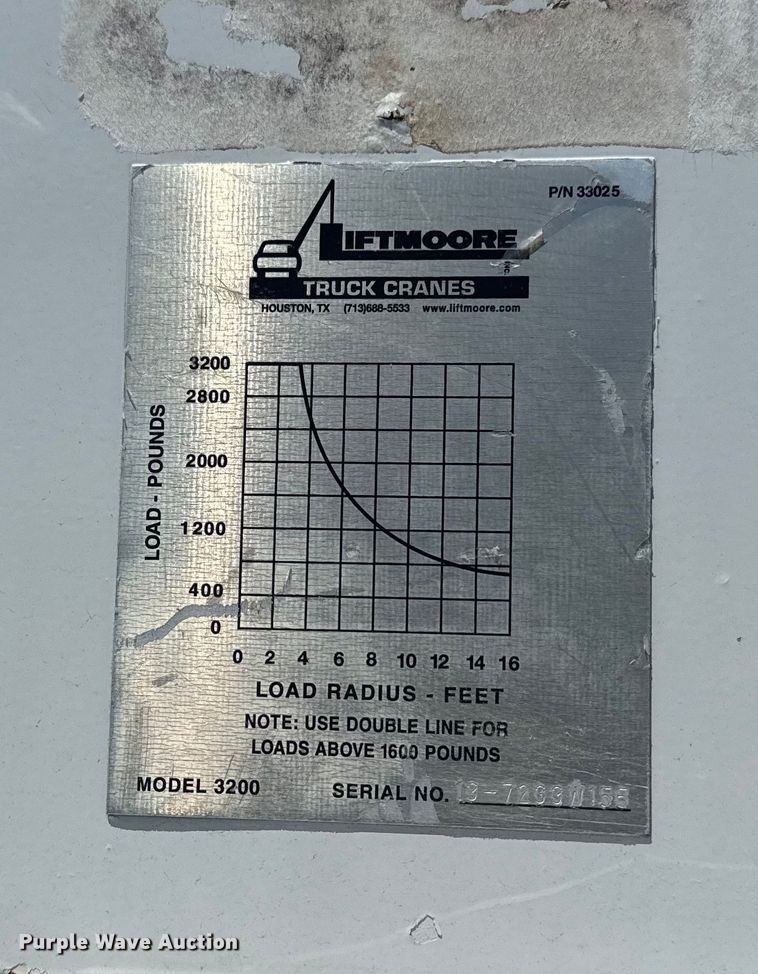 P/N 33025
LIFTMOORE
TRUCK CRANES
HOUSTON, TX (713)688-5533 www.liftmoore.com
3200
2800
2000
1200
400
0
LOAD - POUNDS
0 2 4 6 8 10 12 14 16
LOAD RADIUS - FEET
NOTE: USE DOUBLE LINE FOR
LOADS ABOVE 1600 POUNDS
MODEL 3200 SERIAL NO.
Purple Wave Auction